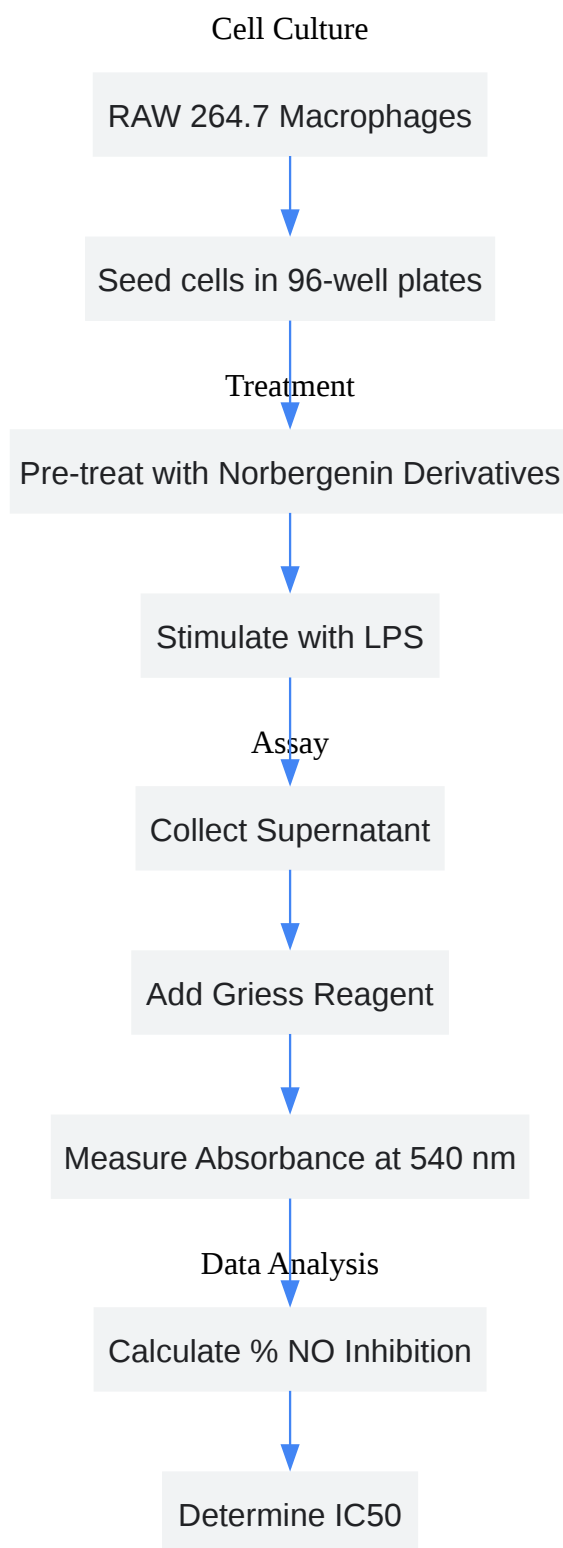 Cell Culture
RAW 264.7 Macrophages
Seed cells in 96-well plates
Treatment
Pre-treat with Norbergenin Derivatives
Stimulate with LPS
Assay
Collect Supernatant
Add Griess Reagent
Measure Absorbance at 540 nm
Data Analysis
Calculate % NO Inhibition
Determine IC50